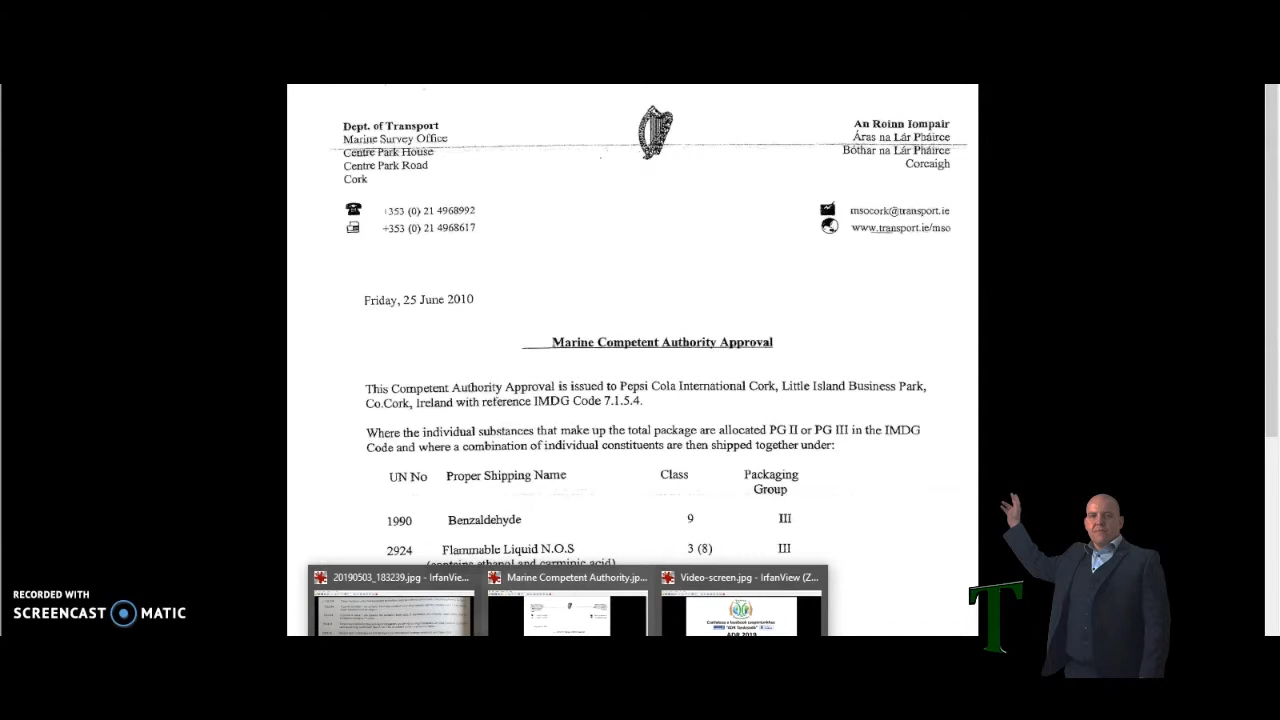 Dept. of Transport
Marine Survey Office
Centre Park House
Centre Park Road
Cork
An Roinn Iompair
Áras na Lár Pháirce
Bóthar na Lár Pháirce
Corcaigh
+353 (0) 21 4968992
+353 (0) 21 4968617
msocork@transport.ie
www.transport.ie/mso
Friday, 25 June 2010
Marine Competent Authority Approval
This Competent Authority Approval is issued to Pepsi Cola International Cork, Little Island Business Park,
Co.Cork, Ireland with reference IMDG Code 7.1.5.4.
Where the individual substances that make up the total package are allocated PG II or PG III in the IMDG
Code and where a combination of individual constituents are then shipped together under:
UN No Proper Shipping Name Class Packaging
Group
1990 Benzaldehyde 9 III
2924 Flammable Liquid N.O.S 3 (8) III
(contains ethanol and carminic acid)
20190503_183239.jpg - IrfanVie...
Marine Competent Authority.jp...
Video-screen.jpg - IrfanView (Z...
ADR 2019
RECORDED WITH
SCREENCAST MATIC
T